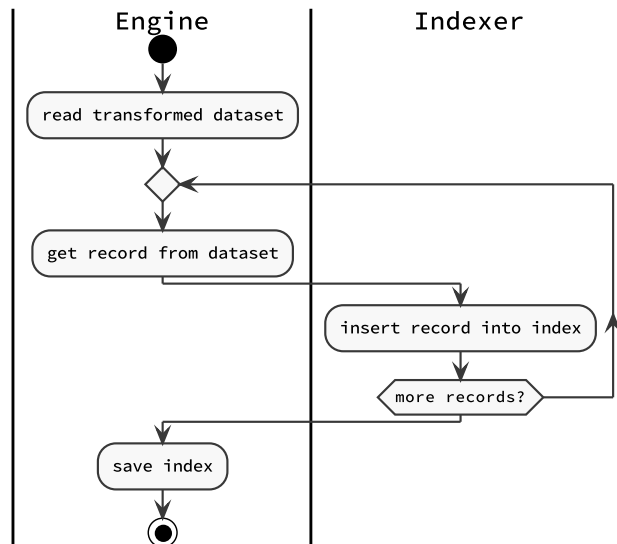 Engine
Indexer
read transformed dataset
get record from dataset
insert record into index
more records?
save index